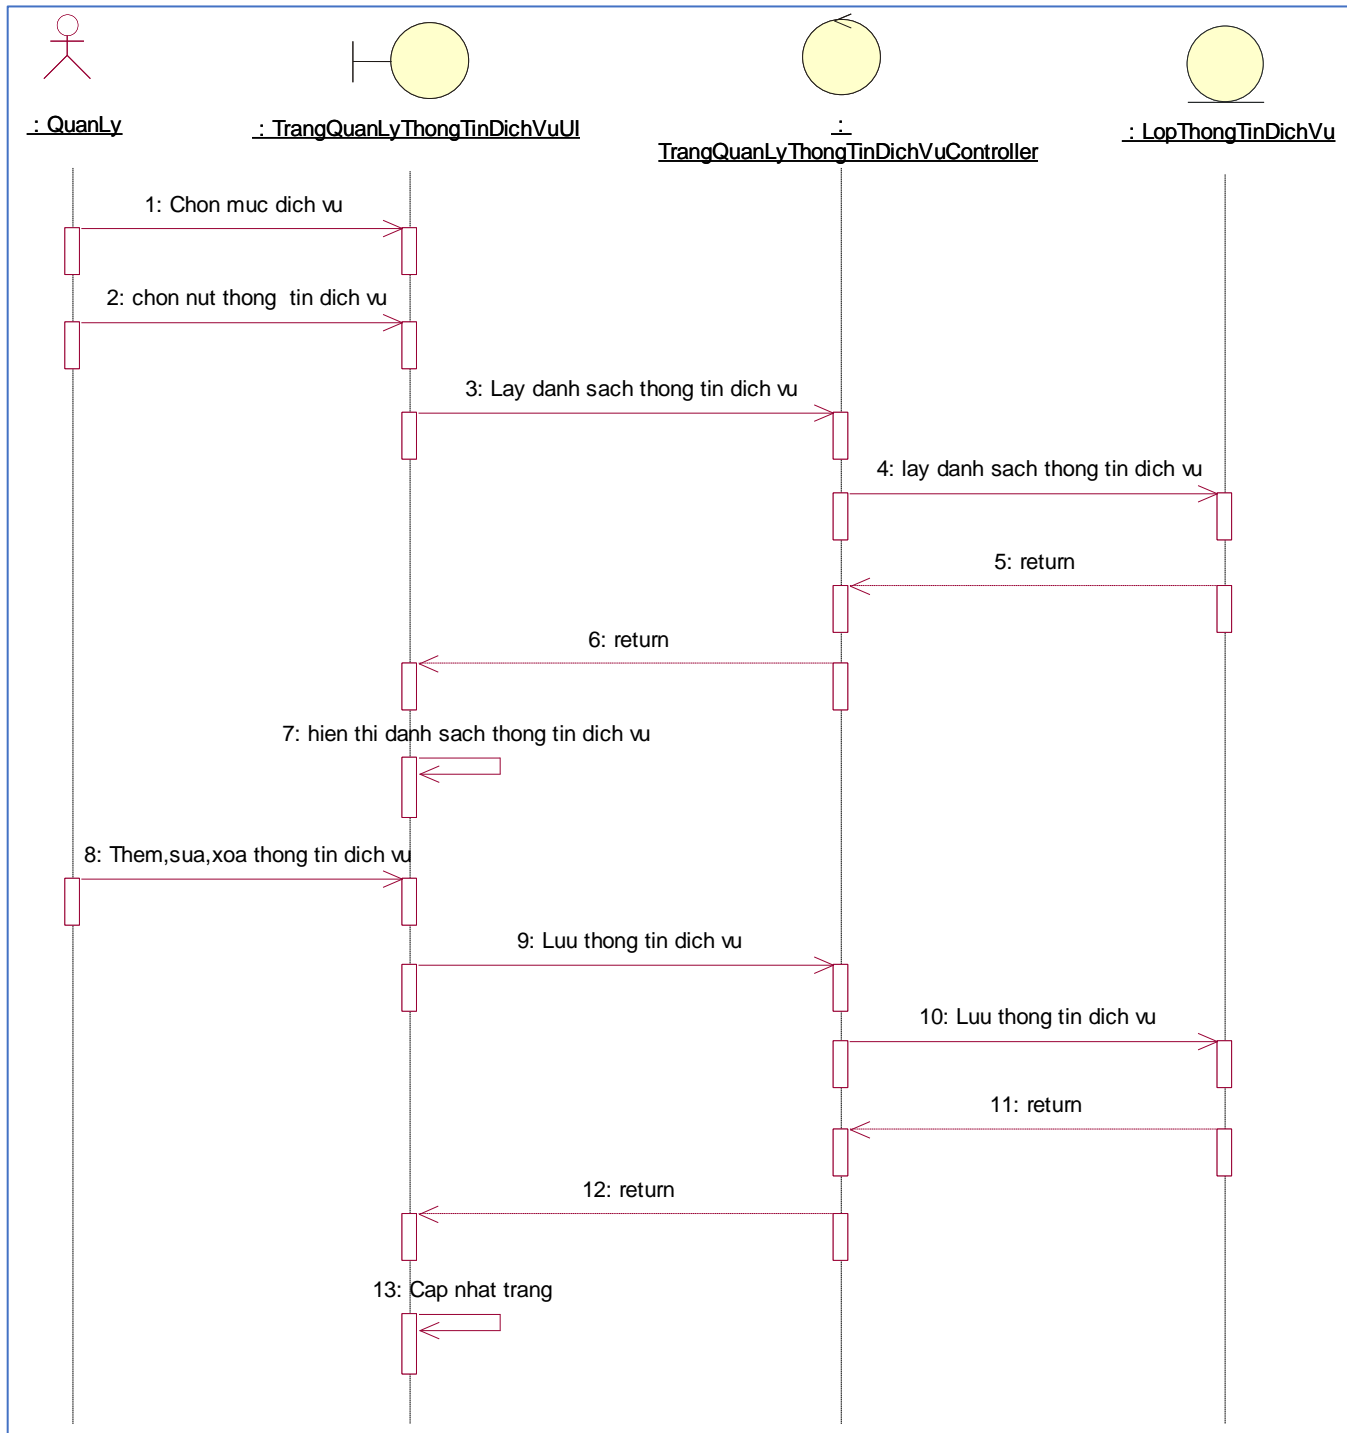 : QuanLy
: TrangQuanLyThongTinDichVuUI
:
TrangQuanLyThongTinDichVuController
: LopThongTinDichVu
1: Chon muc dich vu
2: chon nut thong tin dich vu
3: Lay danh sach thong tin dich vu
4: lay danh sach thong tin dich vu
5: return
6: return
7: hien thi danh sach thong tin dich vu
8: Them,sua,xoa thong tin dich vu
9: Luu thong tin dich vu
10: Luu thong tin dich vu
11: return
12: return
13: Cap nhat trang